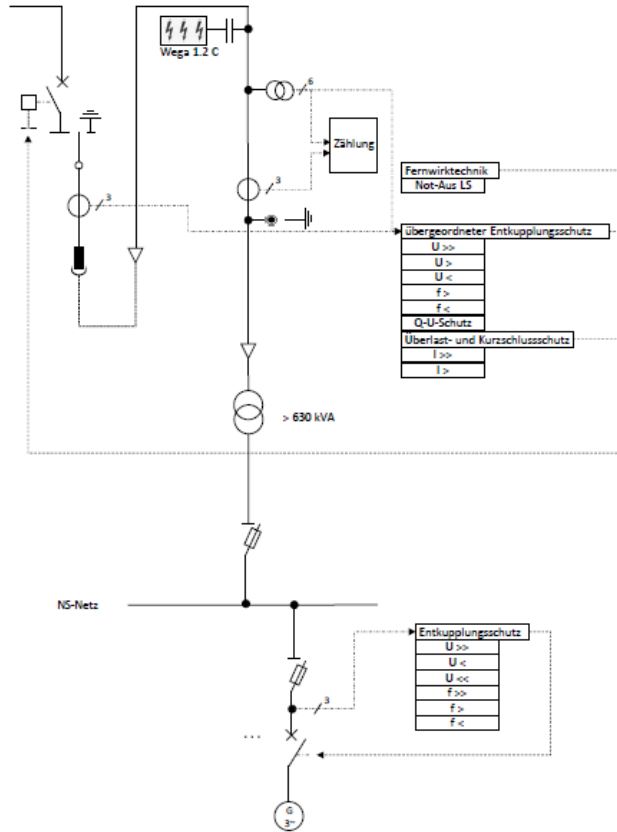 Wega 1.2 C
6
Zählung
3
3
Fernwirktechnik
Not-Aus LS
übergeordneter Entkupplungsschutz
U >>
U >
U <
f >
f <
Q-U-Schutz
Überlast- und Kurzschlussschutz
I >>
I >
> 630 kVA
NS-Netz
Entkupplungsschutz
U >>
U <
U <<
f >>
f >
f <
3
...
G
3~